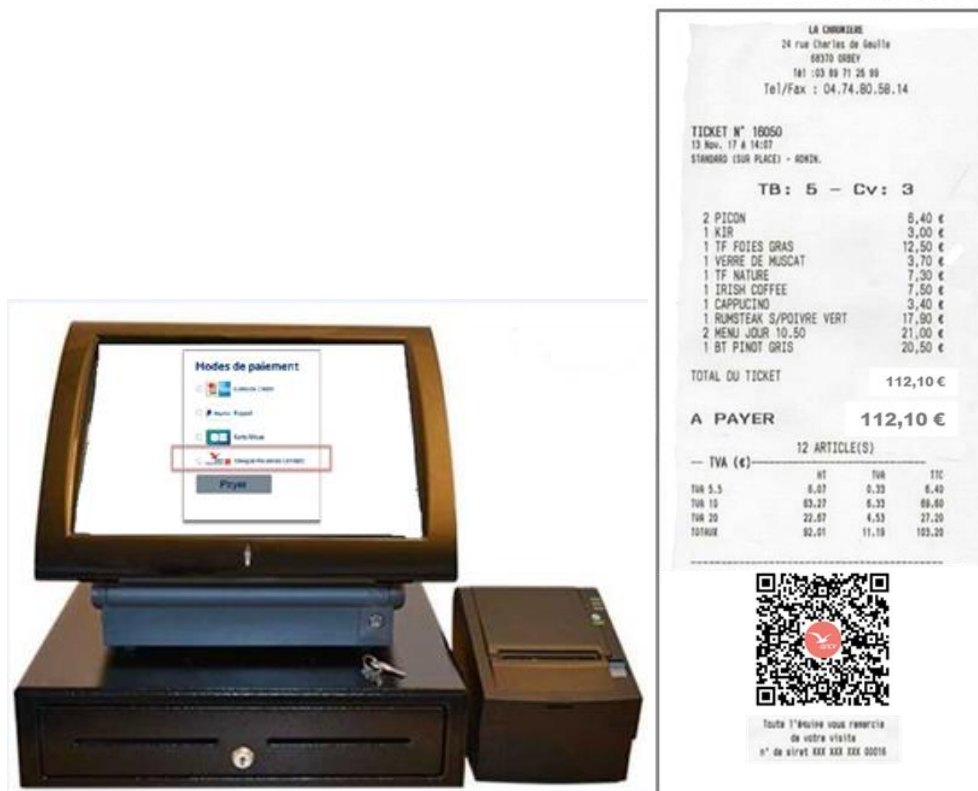 Modes de paiement
Payer
LA CHAUMIERE
24 rue Charles de Gaulle
68370 ORBEY
Tél :03 89 71 26 99
Tel/Fax : 04.74.80.58.14
TICKET N° 16050
13 Nov. 17 à 14:07
STANDARD (SUR PLACE) - ADMIN.
TB: 5 - Cv: 3
2 PICON 6,40 €
1 KIR 3,00 €
1 TF FOIES GRAS 12,50 €
1 VERRE DE MUSCAT 3,70 €
1 TF NATURE 7,30 €
1 IRISH COFFEE 7,50 €
1 CAPPUCINO 3,40 €
1 RUMSTEAK S/POIVRE VERT 17,90 €
2 MENU JOUR 10.50 21,00 €
1 BT PINOT GRIS 20,50 €
TOTAL DU TICKET 112,10 €
A PAYER 112,10 €
12 ARTICLE(S)
TVA (€)
HT TVA TTC
TVA 5.5 6.07 0.33 6.40
TVA 10 63.27 6.33 69.60
TVA 20 22.67 4.53 27.20
TOTAUX 92.01 11.19 103.20
ancv
Toute l'équipe vous remercie
de votre visite
n° de siret XXX XXX XXX 00016